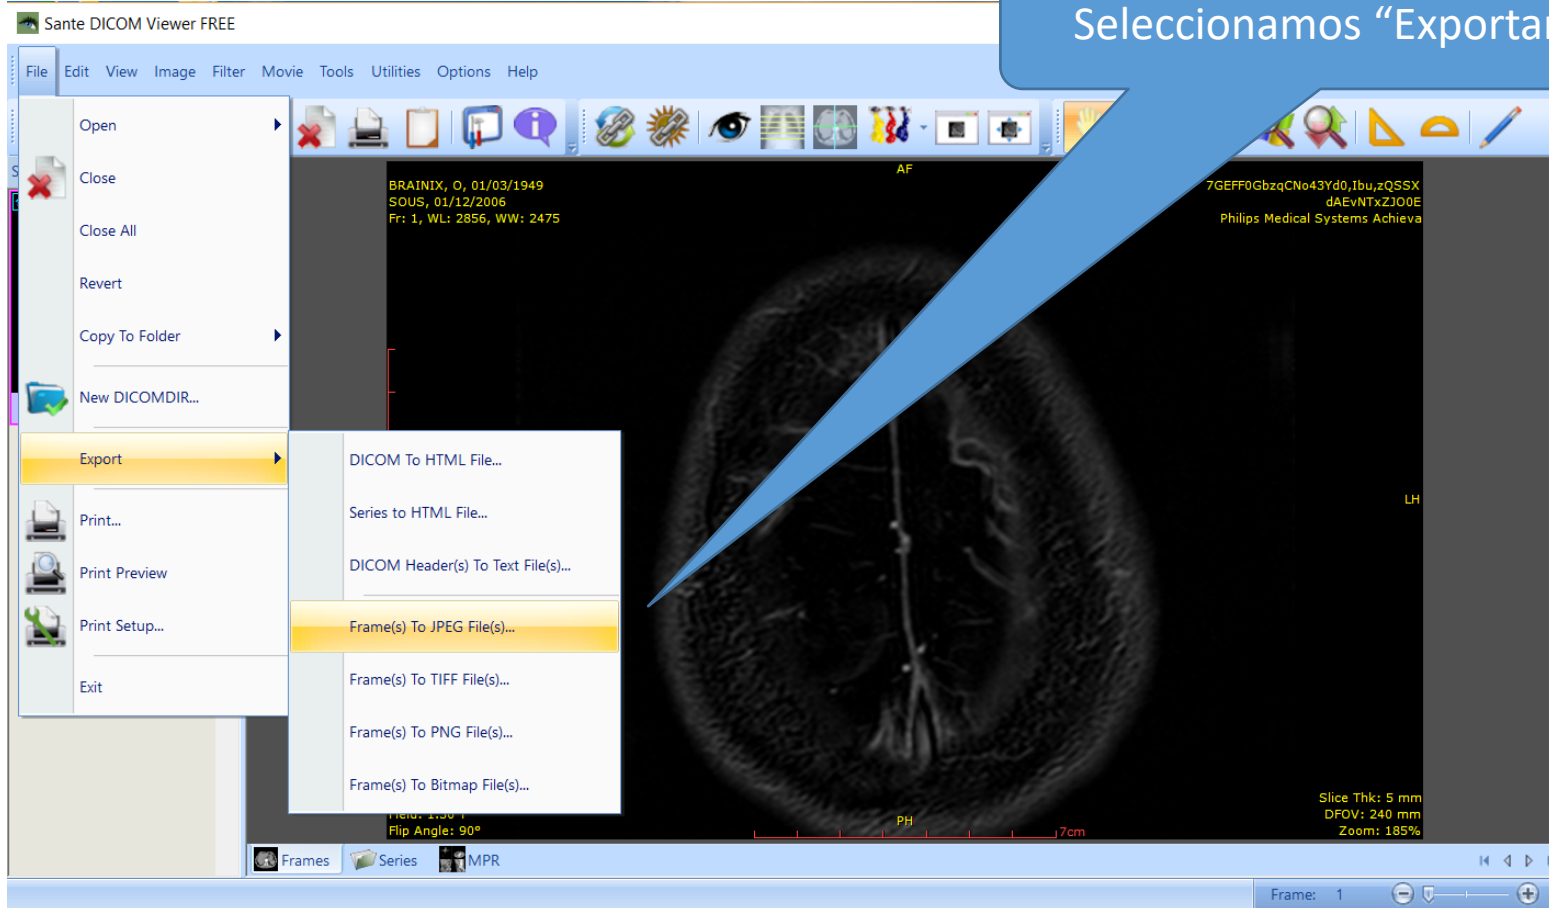 Seleccionamos “Exportar
Sante DICOM Viewer FREE
File Edit View Image Filter Movie Tools Utilities Options Help
Open
Close
Close All
Revert
Copy To Folder
New DICOMDIR...
Export
Print...
Print Preview
Print Setup...
Exit
DICOM To HTML File...
Series to HTML File...
DICOM Header(s) To Text File(s)...
Frame(s) To JPEG File(s)...
Frame(s) To TIFF File(s)...
Frame(s) To PNG File(s)...
Frame(s) To Bitmap File(s)...
BRAINIX, O, 01/03/1949
SOUS, 01/12/2006
Fr: 1, WL: 2856, WW: 2475
AF
7GEFF0GbzqCNo43Yd0,Ibu,zQSSX
dAEvNTxZJO0E
Philips Medical Systems Achieva
LH
Flip Angle: 90°
PH
7cm
Slice Thk: 5 mm
DFOV: 240 mm
Zoom: 185%
Frames Series MPR
Frame: 1